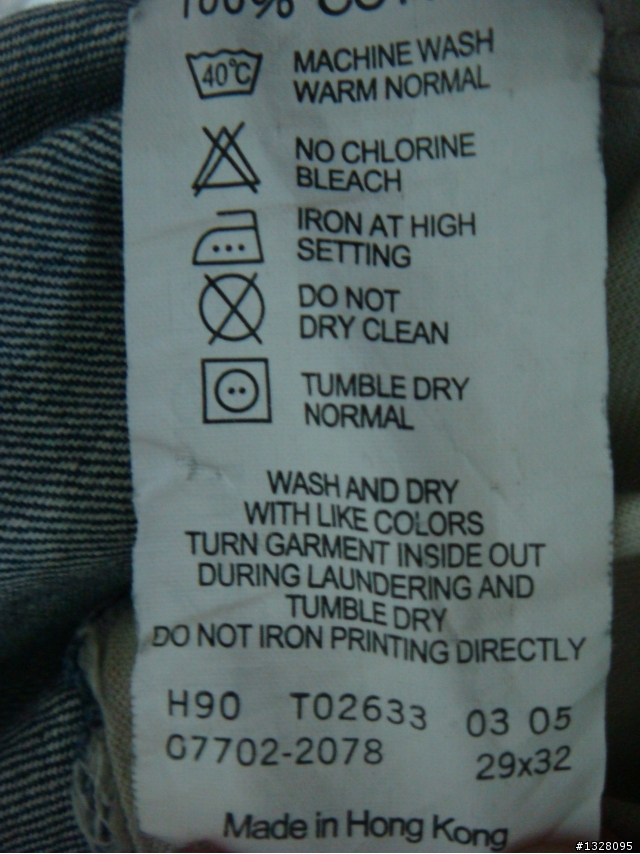 100%
40°C
MACHINE WASH
WARM NORMAL
NO CHLORINE
BLEACH
IRON AT HIGH
SETTING
DO NOT
DRY CLEAN
TUMBLE DRY
NORMAL
WASH AND DRY
WITH LIKE COLORS
TURN GARMENT INSIDE OUT
DURING LAUNDERING AND
TUMBLE DRY
DO NOT IRON PRINTING DIRECTLY
H90 T02633 03 05
07702-2078 29x32
Made in Hong Kong
#1328095